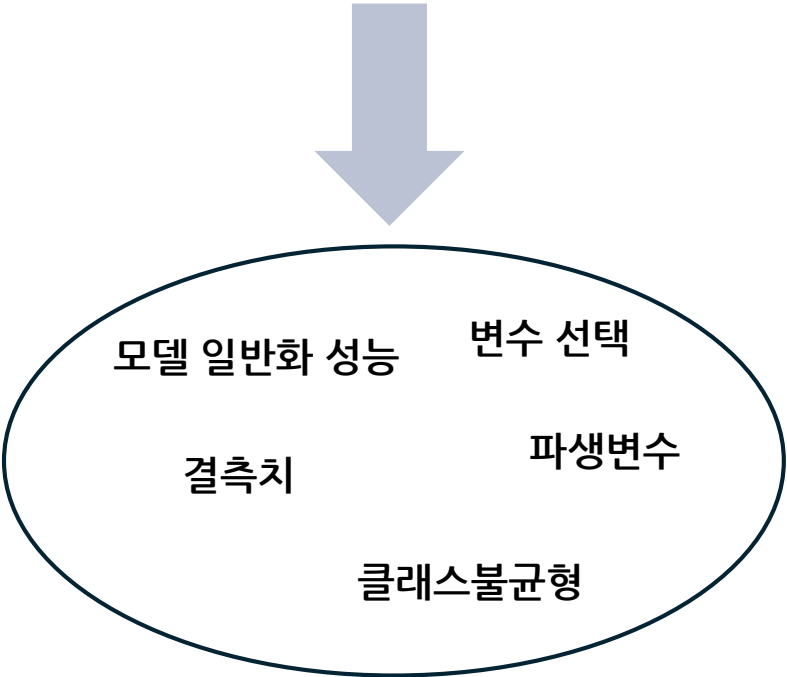 모델 일반화 성능
변수 선택
결측치
파생변수
클래스불균형